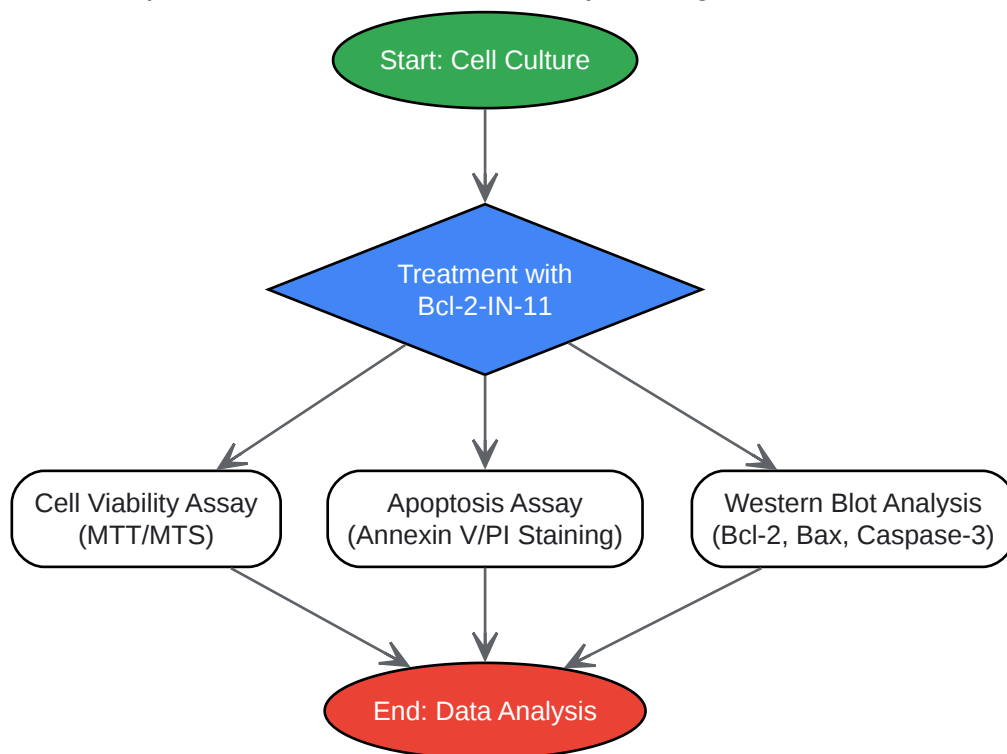 Start: Cell Culture
Treatment with
Bcl-2-IN-11
Cell Viability Assay
(MTT/MTS)
Apoptosis Assay
(Annexin V/PI Staining)
Western Blot Analysis
(Bcl-2, Bax, Caspase-3)
End: Data Analysis